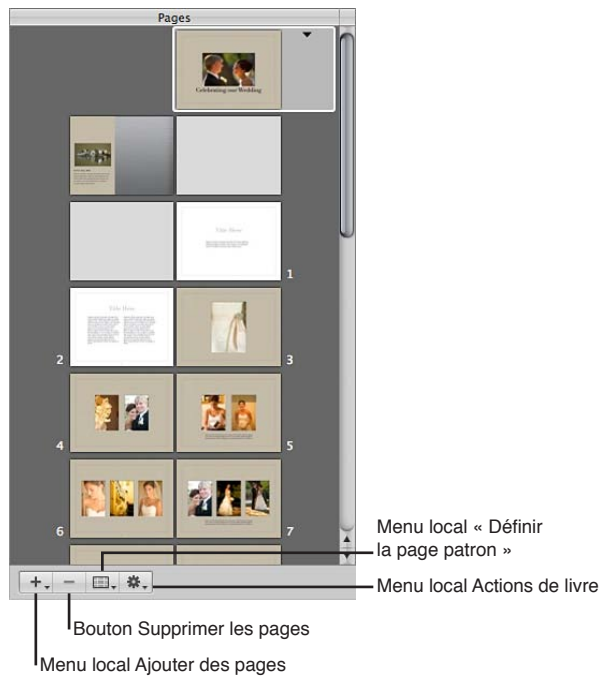 Pages
Celebrating our Wedding
1
2
3
4
5
6
7
Menu local « Définir
la page patron »
Menu local Actions de livre
Bouton Supprimer les pages
Menu local Ajouter des pages